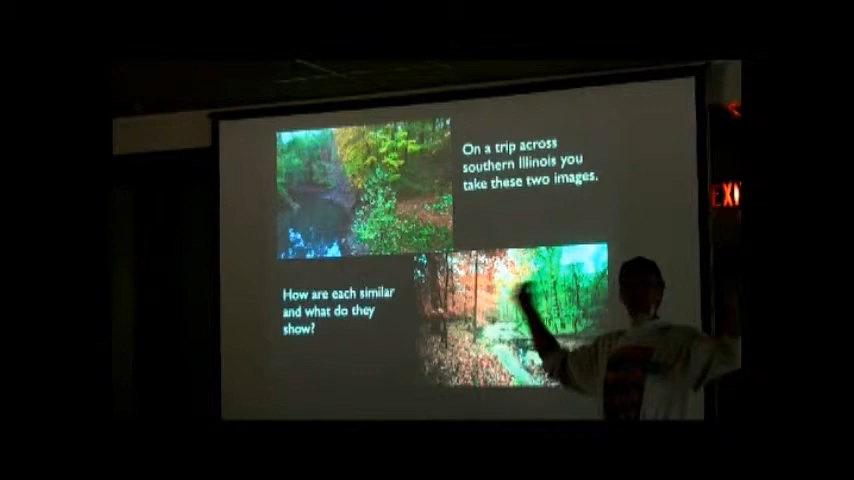 On a trip across
southern Illinois you
take these two images.
How are each similar
and what do they
show?
EXI